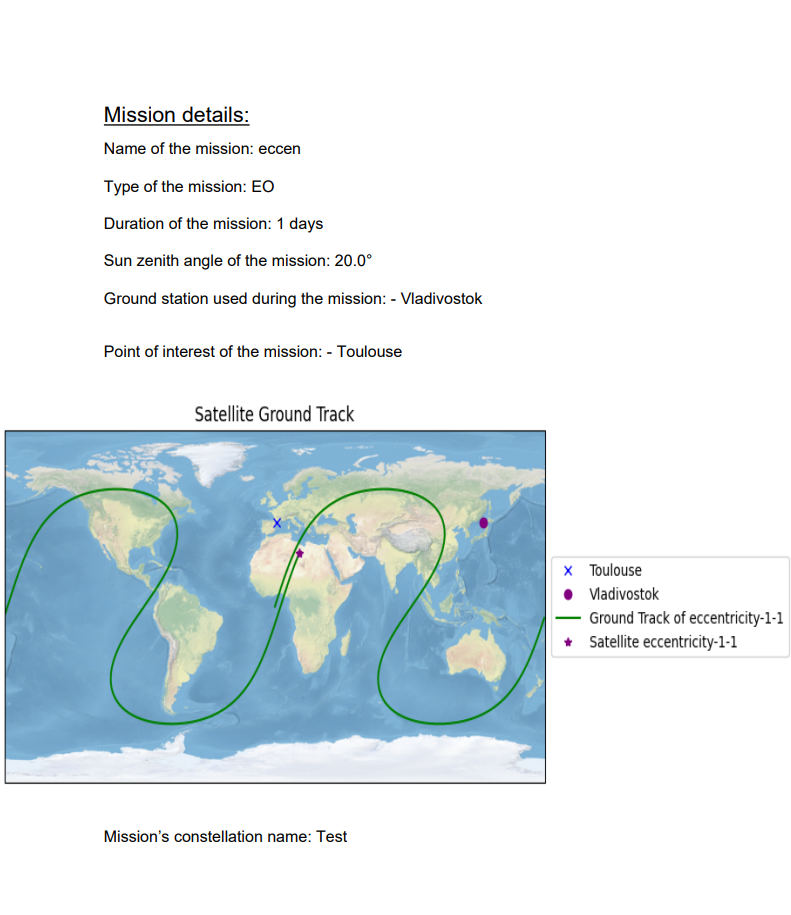 Mission details:
Name of the mission: eccen
Type of the mission: EO
Duration of the mission: 1 days
Sun zenith angle of the mission: 20.0°
Ground station used during the mission: - Vladivostok
Point of interest of the mission: - Toulouse
Satellite Ground Track
Toulouse
Vladivostok
Ground Track of eccentricity-1-1
Satellite eccentricity-1-1
Mission’s constellation name: Test